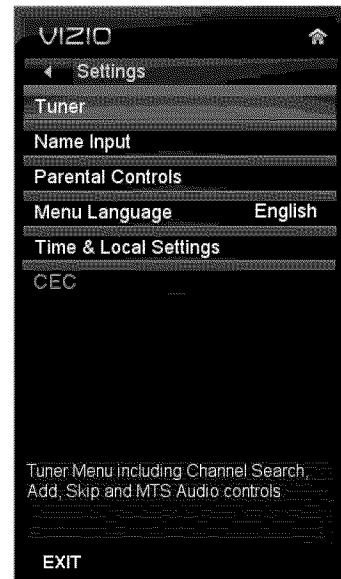 VIZIO
Settings
Tuner
Name Input
Parental Controls
Menu Language English
Time & Local Settings
CEC
Tuner Menu including Channel Search,
Add, Skip and MTS Audio controls.
EXIT